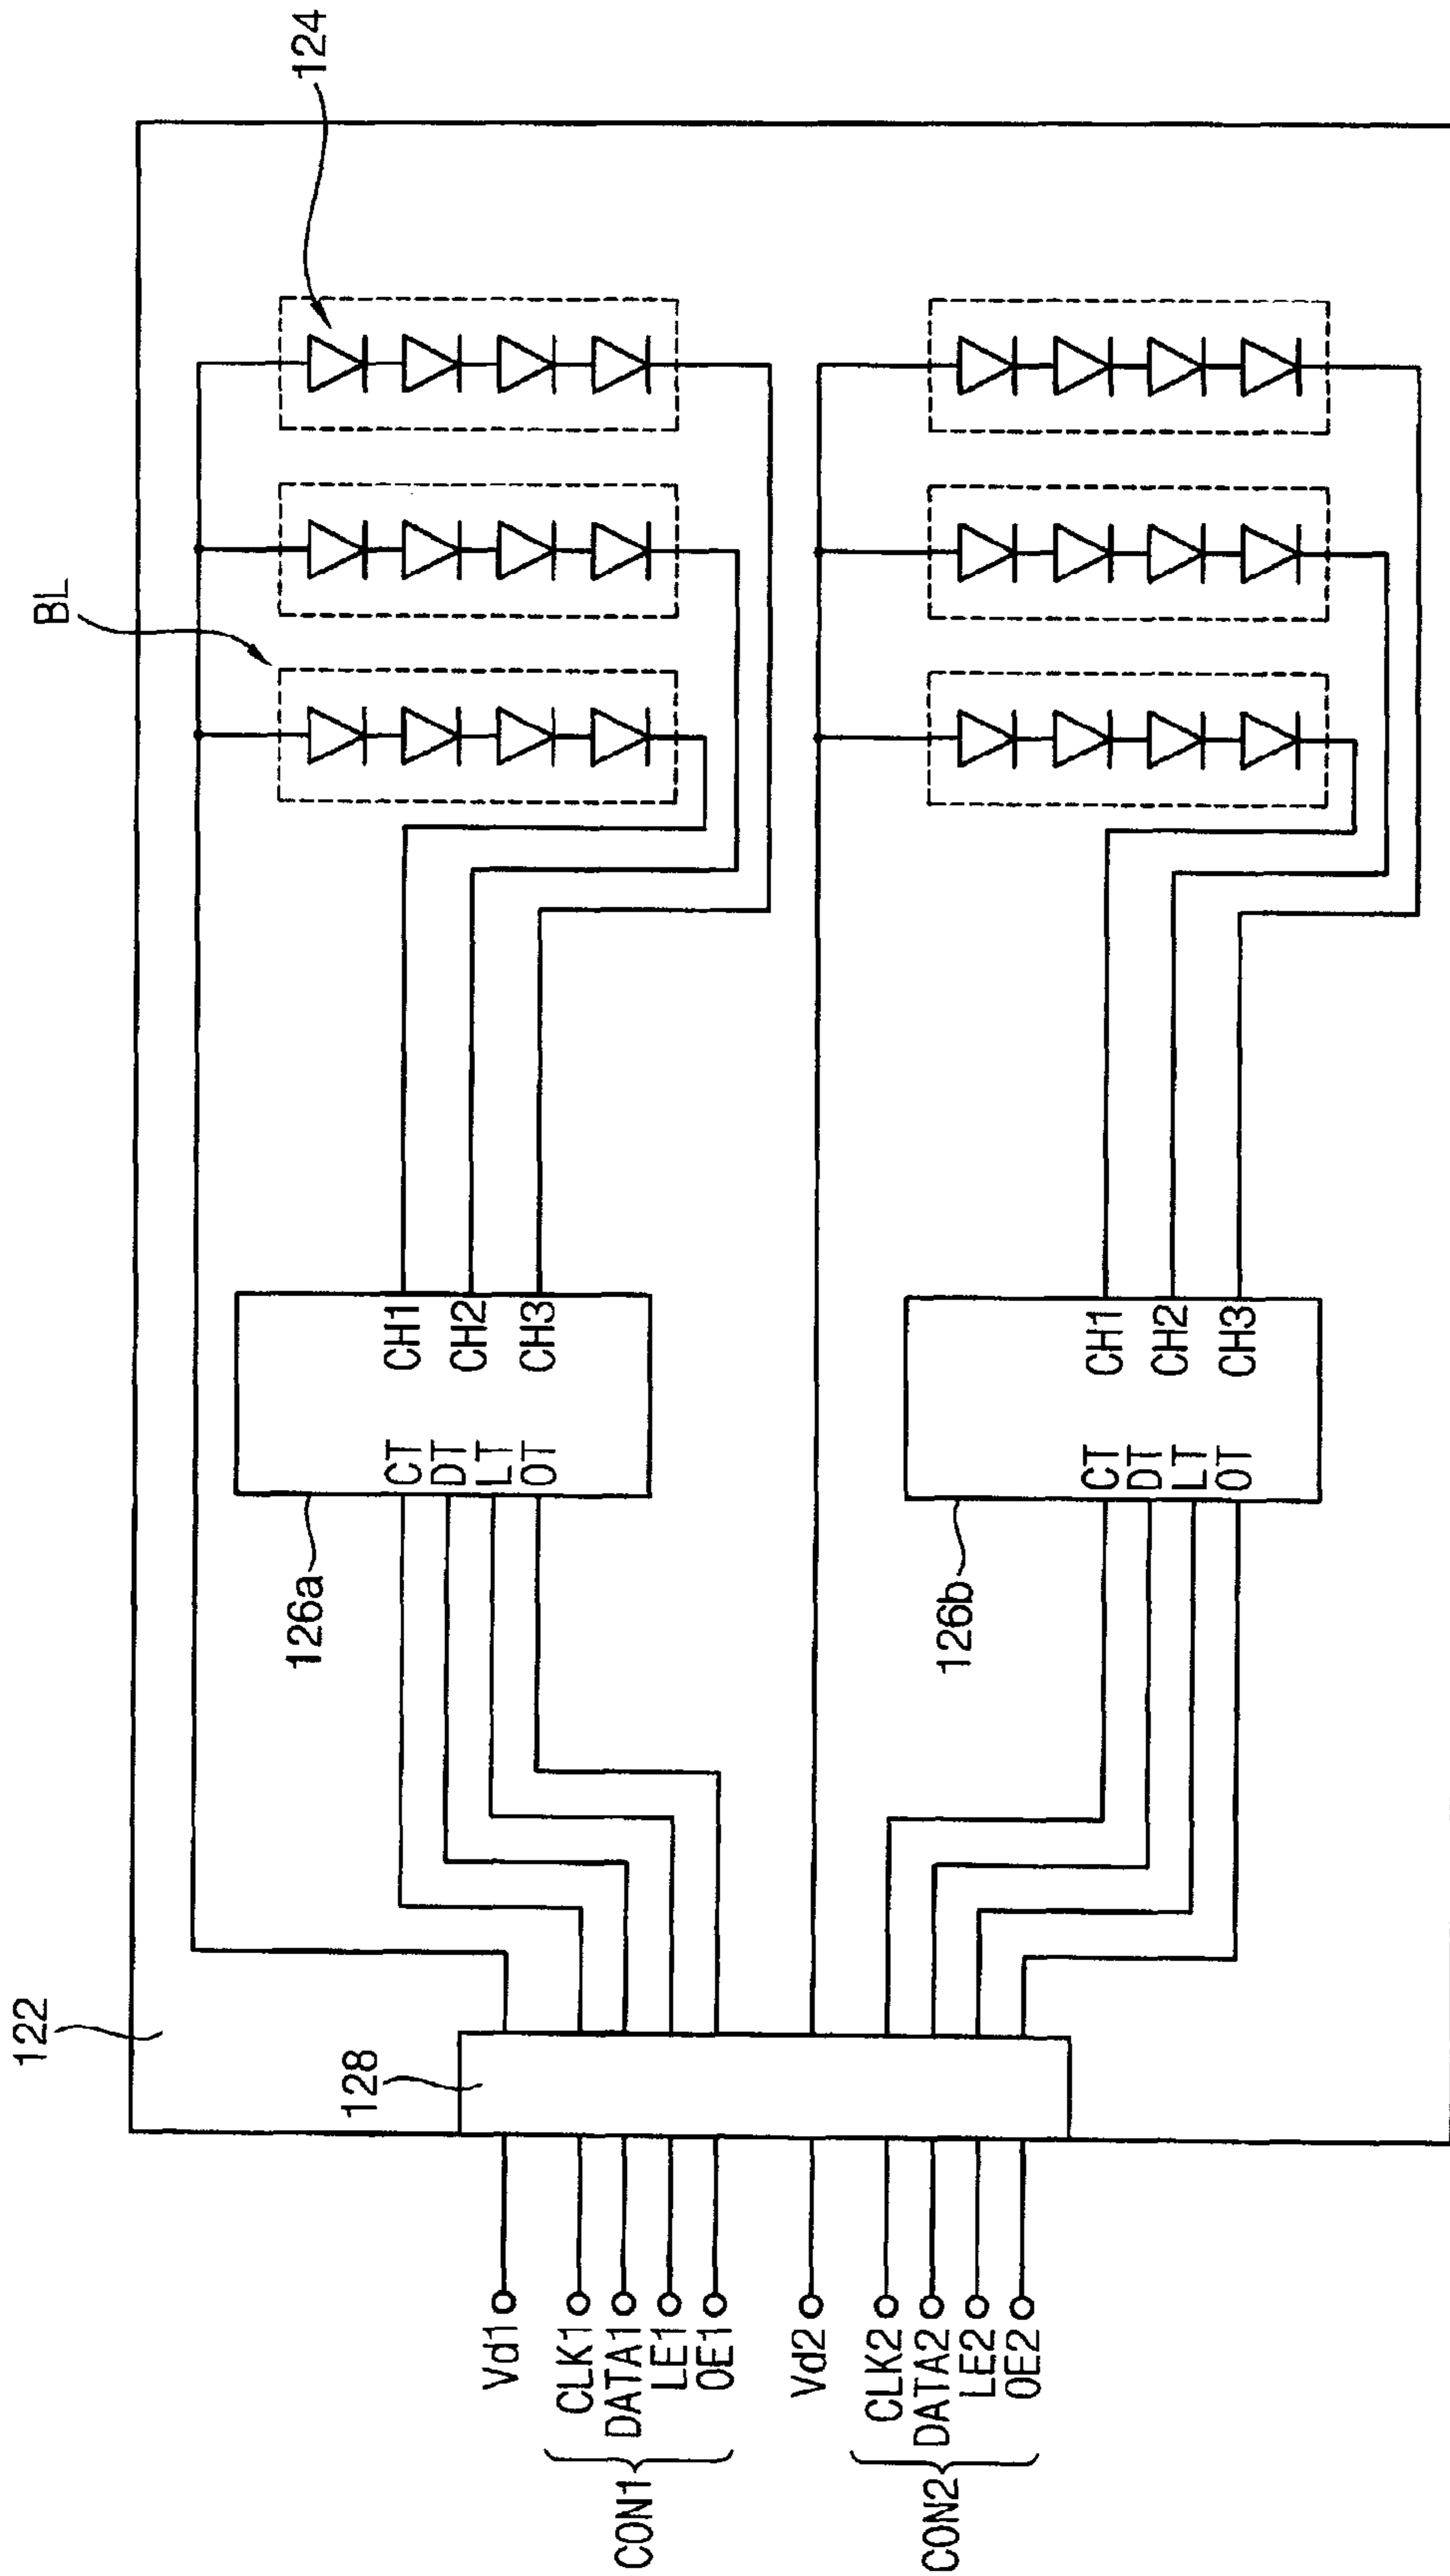 122
128
126a
126b
BL
124
CT
DT
LT
OT
CH1
CH2
CH3
CT
DT
LT
OT
CH1
CH2
CH3
Vd1
CLK1
DATA1
LE1
OE1
CON1
Vd2
CLK2
DATA2
LE2
OE2
CON2